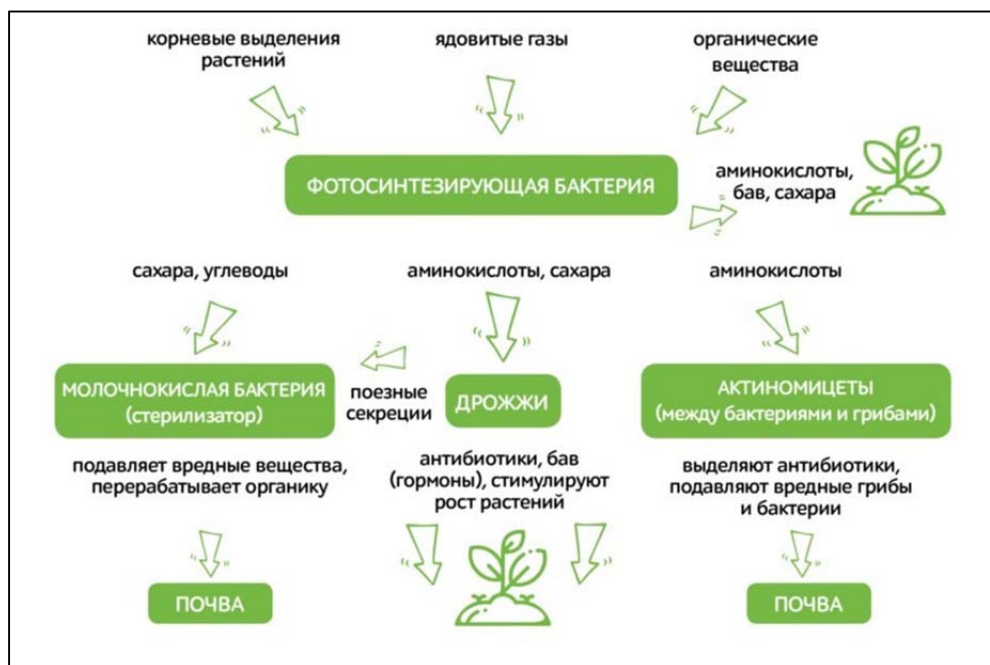 корневые выделения
растений
ядовитые газы
органические
вещества
ФОТОСИНТЕЗИРУЮЩАЯ БАКТЕРИЯ
аминокислоты,
бав, сахара
сахара, углеводы
аминокислоты, сахара
аминокислоты
МОЛОЧНОКИСЛАЯ БАКТЕРИЯ
(стерилизатор)
поезные
секреции
ДРОЖЖИ
АКТИНОМИЦЕТЫ
(между бактериями и грибами)
подавляет вредные вещества,
перерабатывает органику
антибиотики, бав
(гормоны), стимулируют
рост растений
выделяют антибиотики,
подавляют вредные грибы
и бактерии
ПОЧВА
ПОЧВА